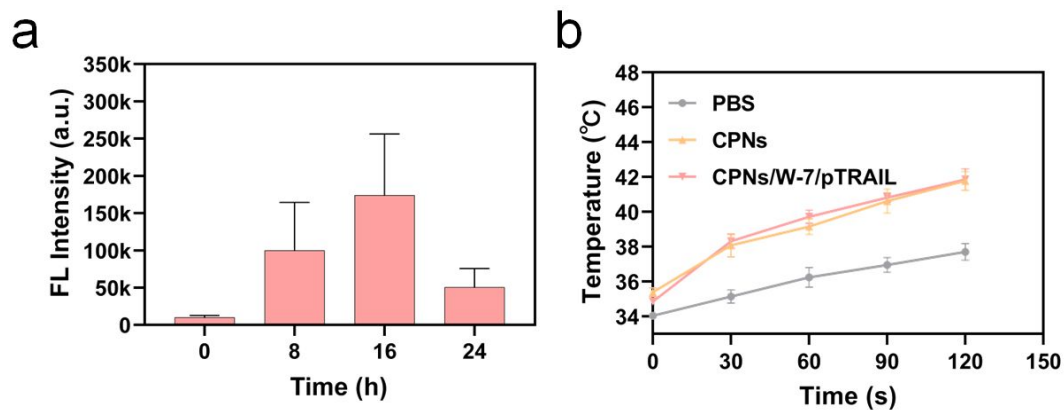 a
FL Intensity (a.u.)
350k
300k
250k
200k
150k
100k
50k
0
0 8 16 24
Time (h)
b
Temperature (℃)
48
46
44
42
40
38
36
34
PBS
CPNs
CPNs/W-7/pTRAIL
0 30 60 90 120 150
Time (s)